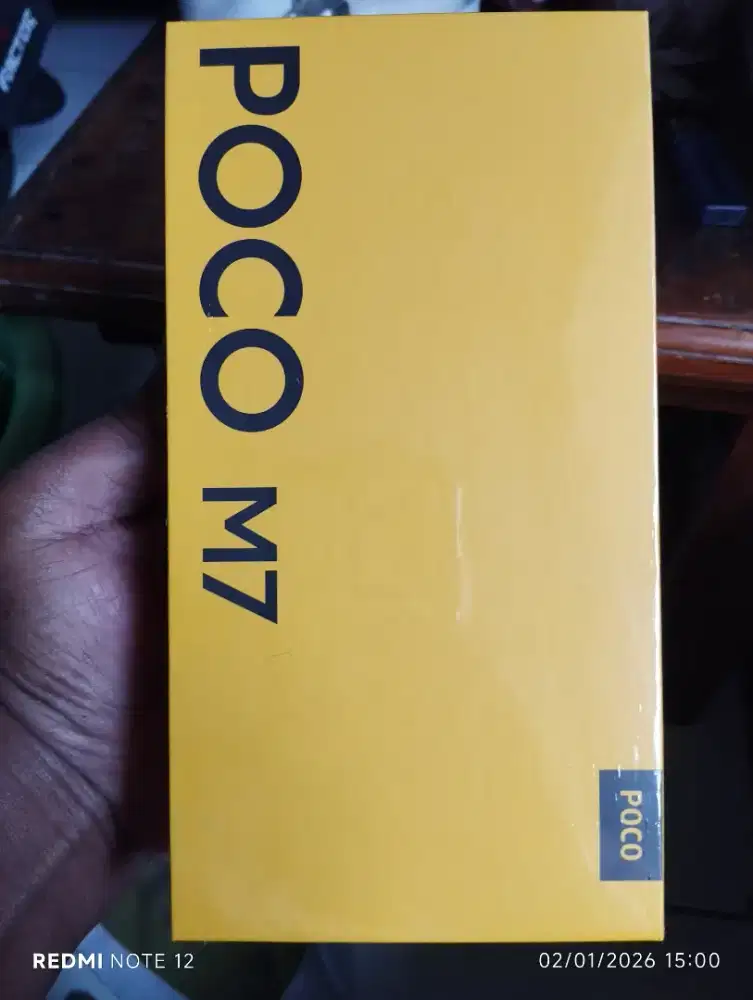 POCO M7
POCO
REDMI NOTE 12
02/01/2026 15:00